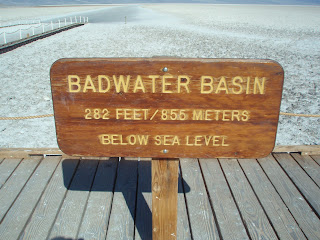 BADWATER BASIN
282 FEET/855 METERS
BELOW SEA LEVEL